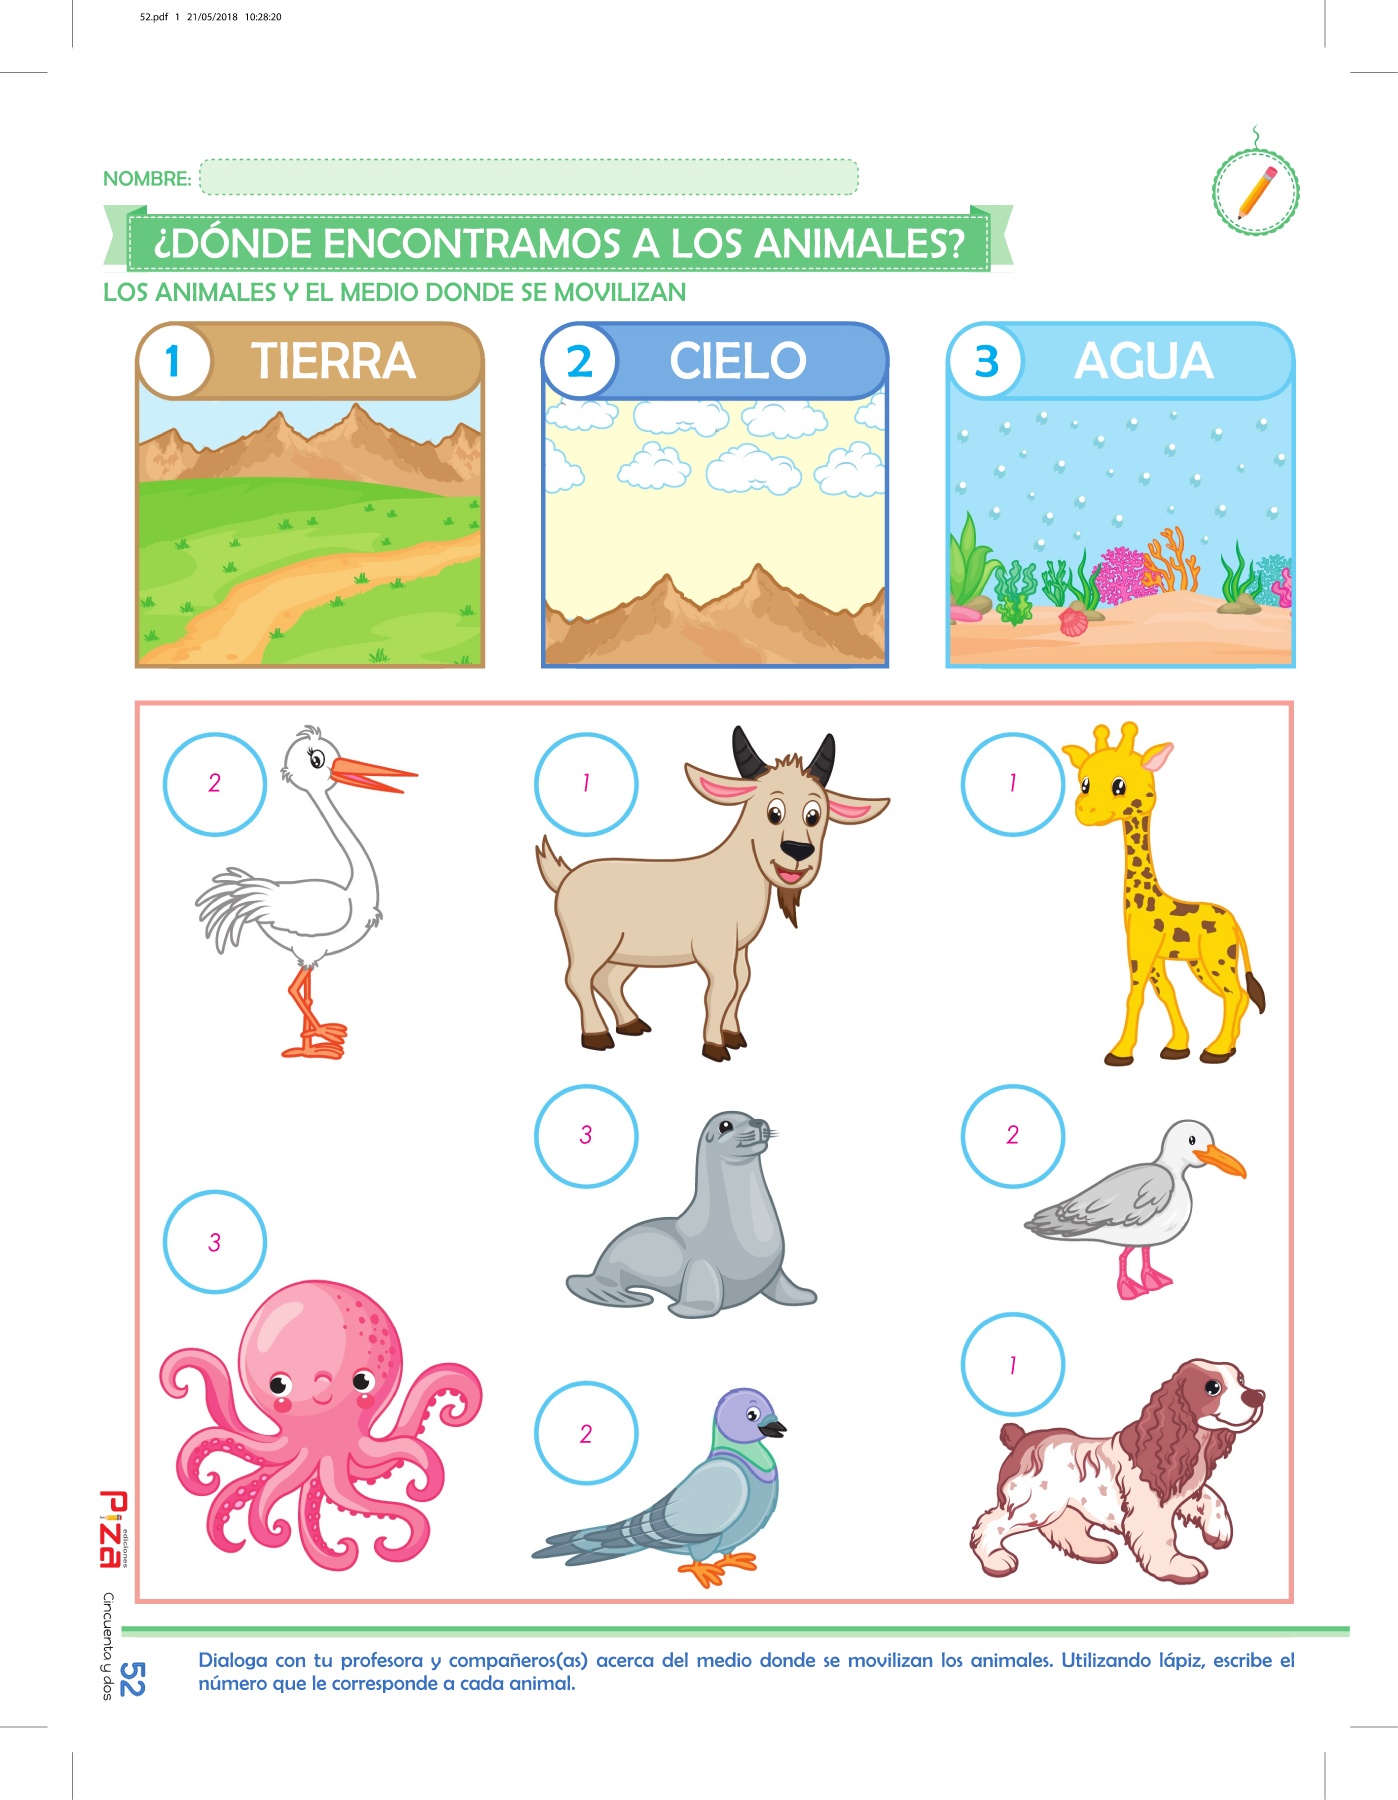 52.pdf 1 21/05/2018 10:28:20
NOMBRE:
¿DÓNDE ENCONTRAMOS A LOS ANIMALES?
LOS ANIMALES Y EL MEDIO DONDE SE MOVILIZAN
1 TIERRA
2 CIELO
3 AGUA
2
1
1
3
2
3
1
2
Piza
ediciones
Cincuenta y dos
52
Dialoga con tu profesora y compañeros(as) acerca del medio donde se movilizan los animales. Utilizando lápiz, escribe el
número que le corresponde a cada animal.